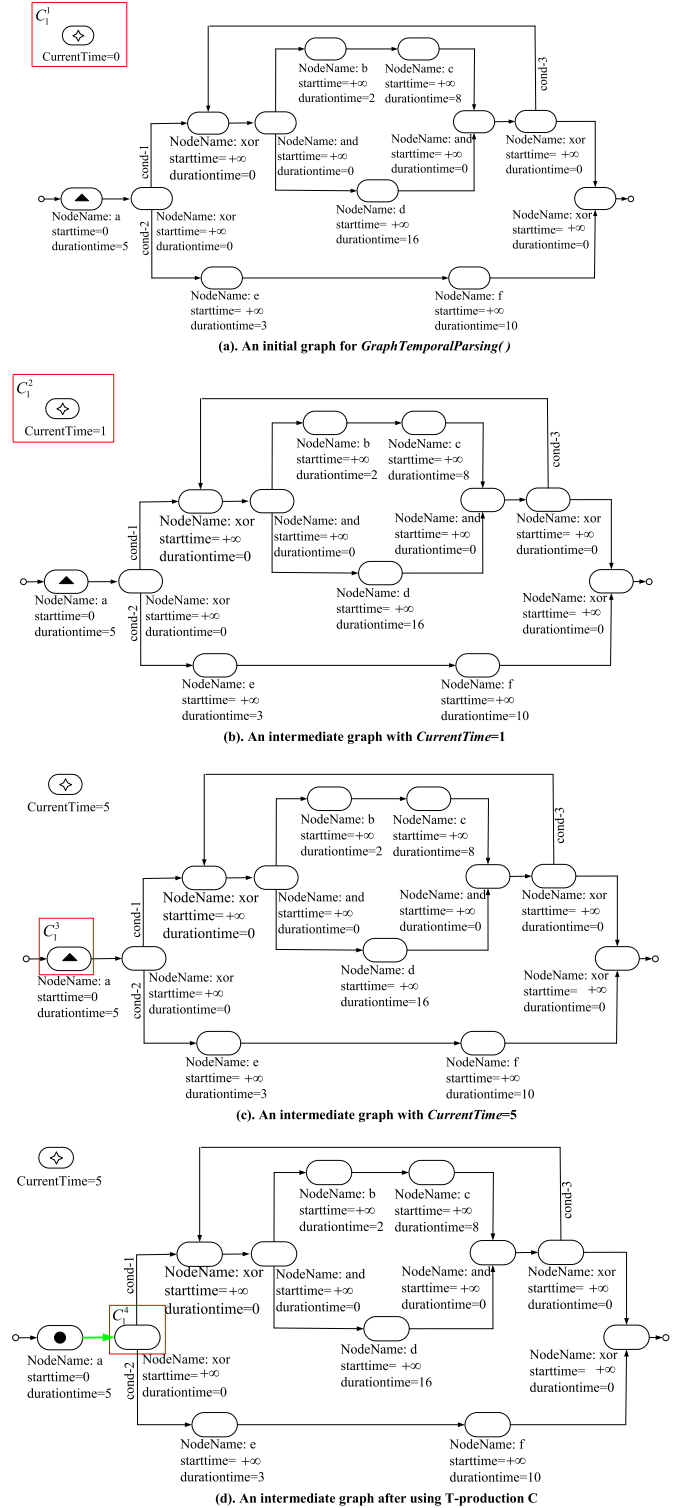 C₁¹
CurrentTime=0
NodeName: b
starttime=+∞
durationtime=2
NodeName: c
starttime=+∞
durationtime=8
cond-3
NodeName: xor
starttime= +∞
durationtime=0
NodeName: and
starttime=+∞
durationtime=0
NodeName: and
starttime=+∞
durationtime=0
NodeName: xor
starttime= +∞
durationtime=0
cond-1
NodeName: d
starttime= +∞
durationtime=16
NodeName: a
starttime=0
durationtime=5
cond-2
NodeName: xor
starttime= +∞
durationtime=0
NodeName: xor
starttime= +∞
durationtime=0
NodeName: e
starttime= +∞
durationtime=3
NodeName: f
starttime= +∞
durationtime=10
(a). An initial graph for GraphTemporalParsing( )
C₁²
CurrentTime=1
NodeName: b
starttime=+∞
durationtime=2
NodeName: c
starttime=+∞
durationtime=8
cond-3
NodeName: xor
starttime= +∞
durationtime=0
NodeName: and
starttime=+∞
durationtime=0
NodeName: and
starttime=+∞
durationtime=0
NodeName: xor
starttime= +∞
durationtime=0
cond-1
NodeName: d
starttime= +∞
durationtime=16
NodeName: a
starttime=0
durationtime=5
cond-2
NodeName: xor
starttime= +∞
durationtime=0
NodeName: xor
starttime= +∞
durationtime=0
NodeName: e
starttime= +∞
durationtime=3
NodeName: f
starttime=+∞
durationtime=10
(b). An intermediate graph with CurrentTime=1
CurrentTime=5
NodeName: b
starttime=+∞
durationtime=2
NodeName: c
starttime=+∞
durationtime=8
cond-3
NodeName: xor
starttime= +∞
durationtime=0
NodeName: and
starttime=+∞
durationtime=0
NodeName: and
starttime=+∞
durationtime=0
NodeName: xor
starttime= +∞
durationtime=0
cond-1
C₁³
NodeName: d
starttime= +∞
durationtime=16
NodeName: a
starttime=0
durationtime=5
cond-2
NodeName: xor
starttime= +∞
durationtime=0
NodeName: xor
starttime= +∞
durationtime=0
NodeName: e
starttime= +∞
durationtime=3
NodeName: f
starttime= +∞
durationtime=10
(c). An intermediate graph with CurrentTime=5
CurrentTime=5
NodeName: b
starttime=+∞
durationtime=2
NodeName: c
starttime=+∞
durationtime=8
cond-3
NodeName: xor
starttime= +∞
durationtime=0
NodeName: and
starttime=+∞
durationtime=0
NodeName: and
starttime=+∞
durationtime=0
NodeName: xor
starttime= +∞
durationtime=0
cond-1
C₁⁴
NodeName: d
starttime= +∞
durationtime=16
NodeName: a
starttime=0
durationtime=5
cond-2
NodeName: xor
starttime=+∞
durationtime=0
NodeName: xor
starttime= +∞
durationtime=0
NodeName: e
starttime= +∞
durationtime=3
NodeName: f
starttime= +∞
durationtime=10
(d). An intermediate graph after using T-production C